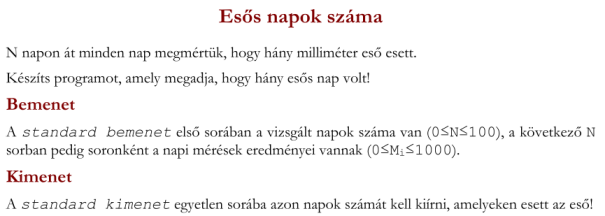 Esős napok száma
N napon át minden nap megmértük, hogy hány milliméter eső esett.
Készíts programot, amely megadja, hogy hány esős nap volt!
Bemenet
A standard bemenet első sorában a vizsgált napok száma van (0≤N≤100), a következő N
sorban pedig soronként a napi mérések eredményei vannak (0≤Mi≤1000).
Kimenet
A standard kimenet egyetlen sorába azon napok számát kell kiírni, amelyeken esett az eső!